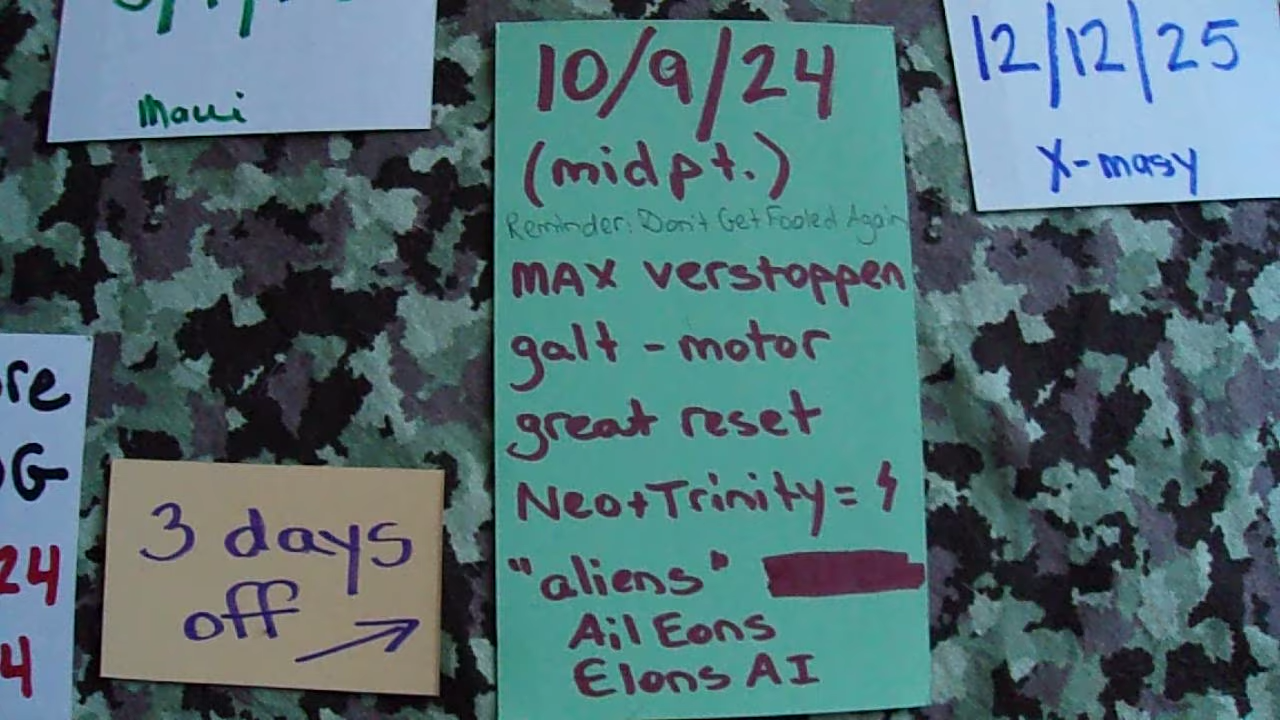 Maui
10/9/24
(midpt.)
Reminder: Don't Get Fooled Again
MAX verstoppen
galt - motor
great reset
Neo+Trinity=
"aliens"
Ail Eons
Elons AI
12/12/25
X-masy
re
G
24
4
3 days
off →